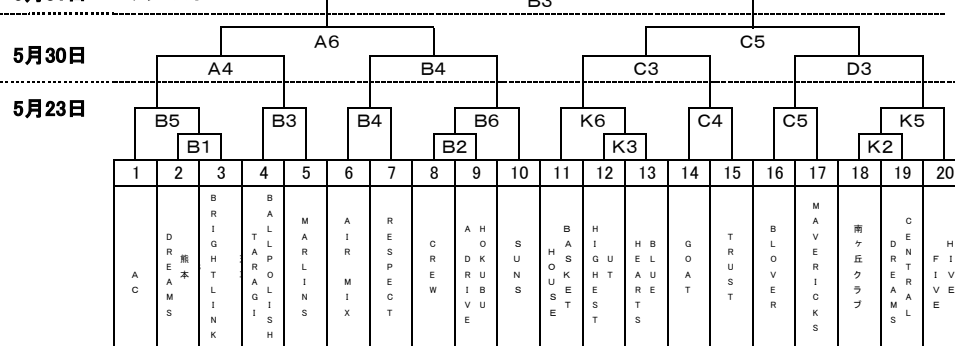 B3
A6 C5
5月30日
A4 B4 C3 D3
5月23日
B5 B3 B4 B6 K6 C4 C5 K5
B1 B2 K3 K2
1 2 3 4 5 6 7 8 9 10 11 12 13 14 15 16 17 18 19 20
AC
熊本
DREAMS
BRIGHTLINK
BALLPOLISH
TARAGI
MARLINS
AIR MIX
RESPECT
CREW
HOKUBU
A DRIVE
SUNS
BASKET
HOUSE
UT
HIGHEST
BLUE
HEARTS
GOAT
TRUST
BLOVER
MAVERICKS
南ヶ丘クラブ
CENTRAL
DREAMS
HIVE
FIVE